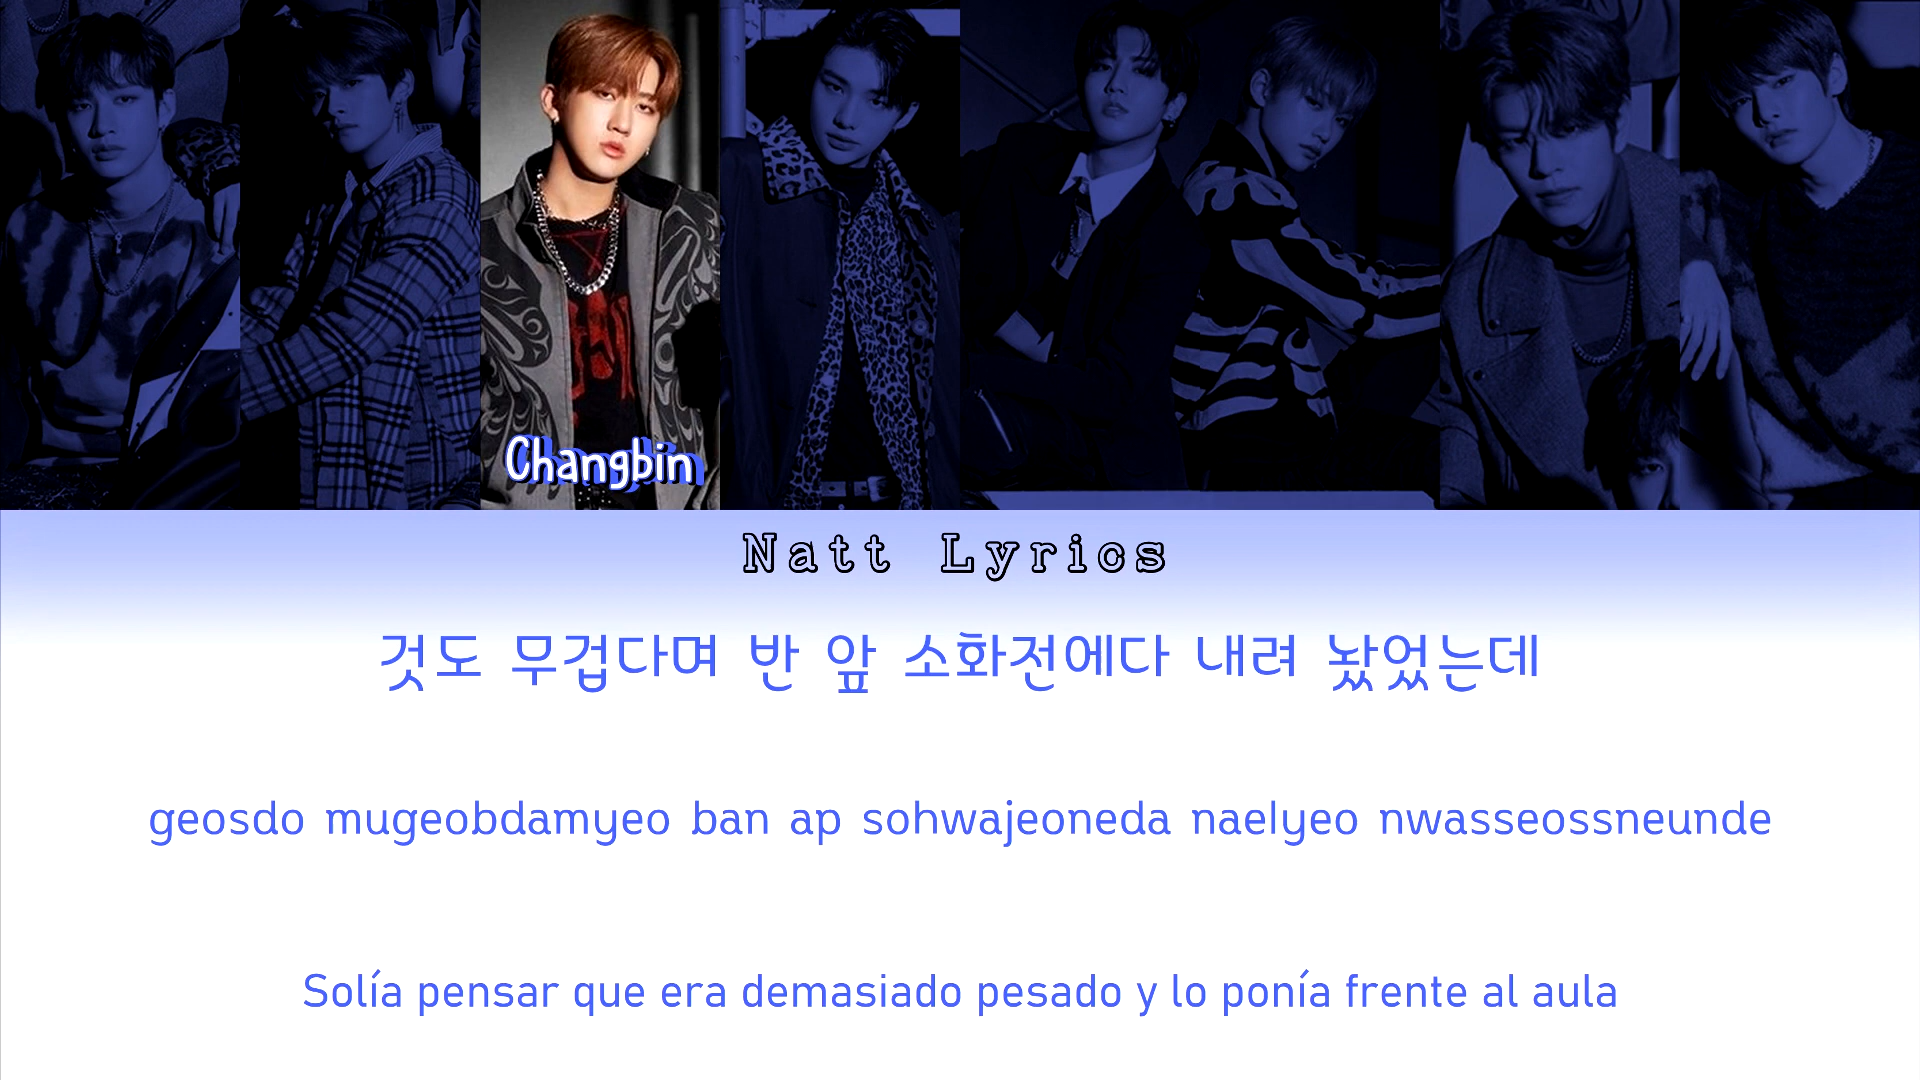 Changbin
Natt Lyrics
것도 무겁다며 반 앞 소화전에다 내려 놨었는데
geosdo mugeobdamyeo ban ap sohwajeoneda naelyeo nwasseossneunde
Solía pensar que era demasiado pesado y lo ponía frente al aula